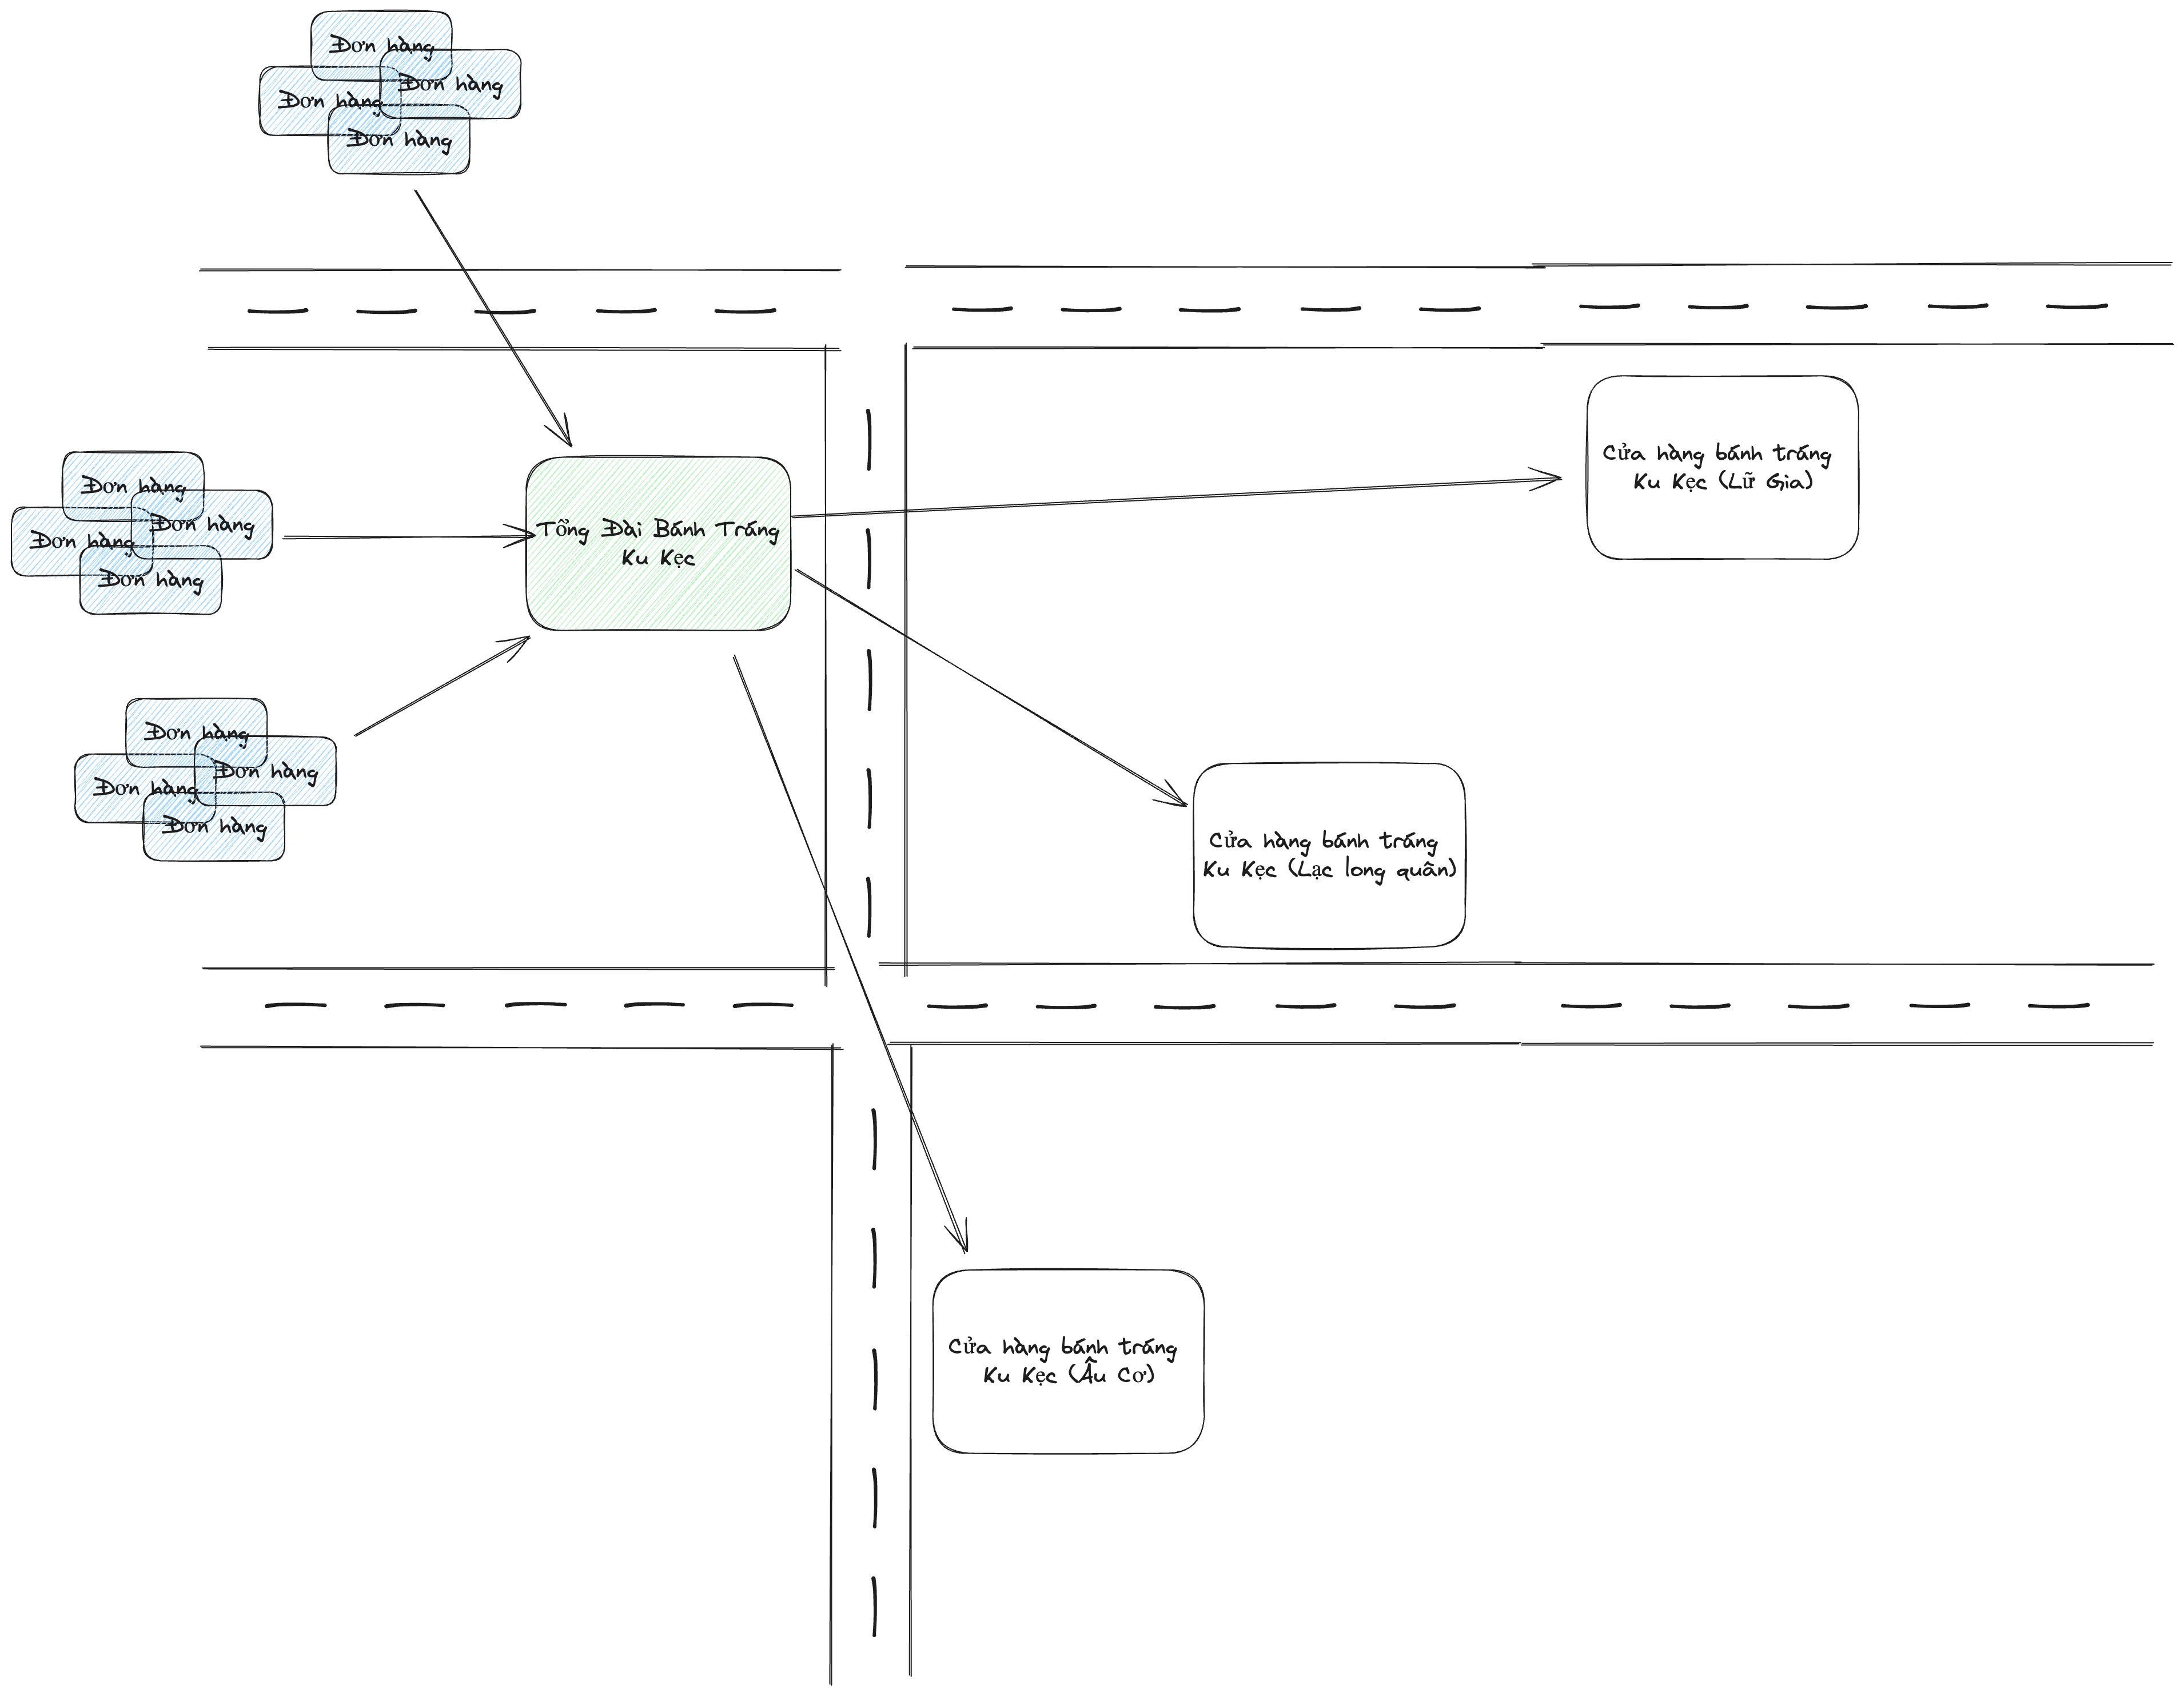 Đơn hàng
Đơn hàng
Đơn hàng
Đơn hàng
Đơn hàng
Đơn hàng
Đơn hàng
Đơn hàng
Tổng Đài Bánh Tráng
Ku Kẹc
Cửa hàng bánh tráng
Ku Kẹc (Lữ Gia)
Đơn hàng
Đơn hàng
Đơn hàng
Đơn hàng
Cửa hàng bánh tráng
Ku Kẹc (Lạc long quân)
Cửa hàng bánh tráng
Ku Kẹc (Âu Cơ)